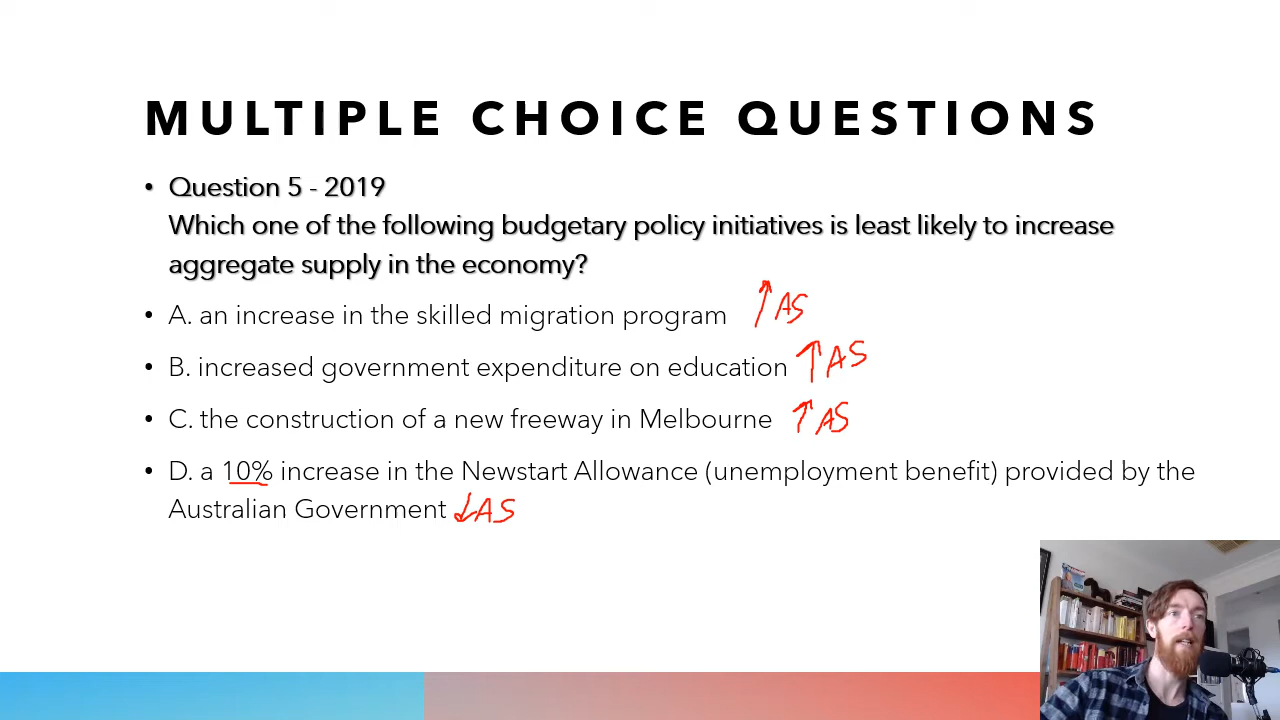 MULTIPLE CHOICE QUESTIONS
• Question 5 - 2019
Which one of the following budgetary policy initiatives is least likely to increase
aggregate supply in the economy?
• A. an increase in the skilled migration program ↑ AS
• B. increased government expenditure on education ↑ AS
• C. the construction of a new freeway in Melbourne ↑ AS
• D. a 10% increase in the Newstart Allowance (unemployment benefit) provided by the
Australian Government ↓ AS